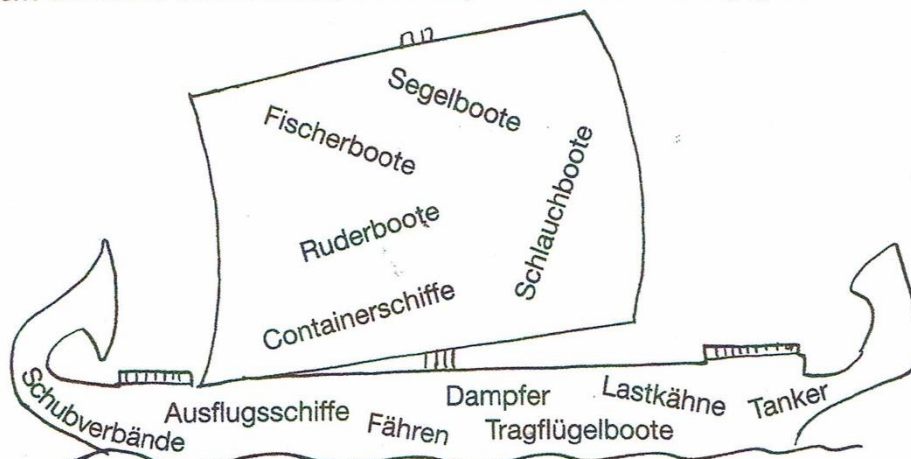 Segelboote
Fischerboote
Schlauchboote
Ruderboote
Containerschiffe
Schubverbände
Ausflugsschiffe
Fähren
Dampfer
Tragflügelboote
Lastkähne
Tanker